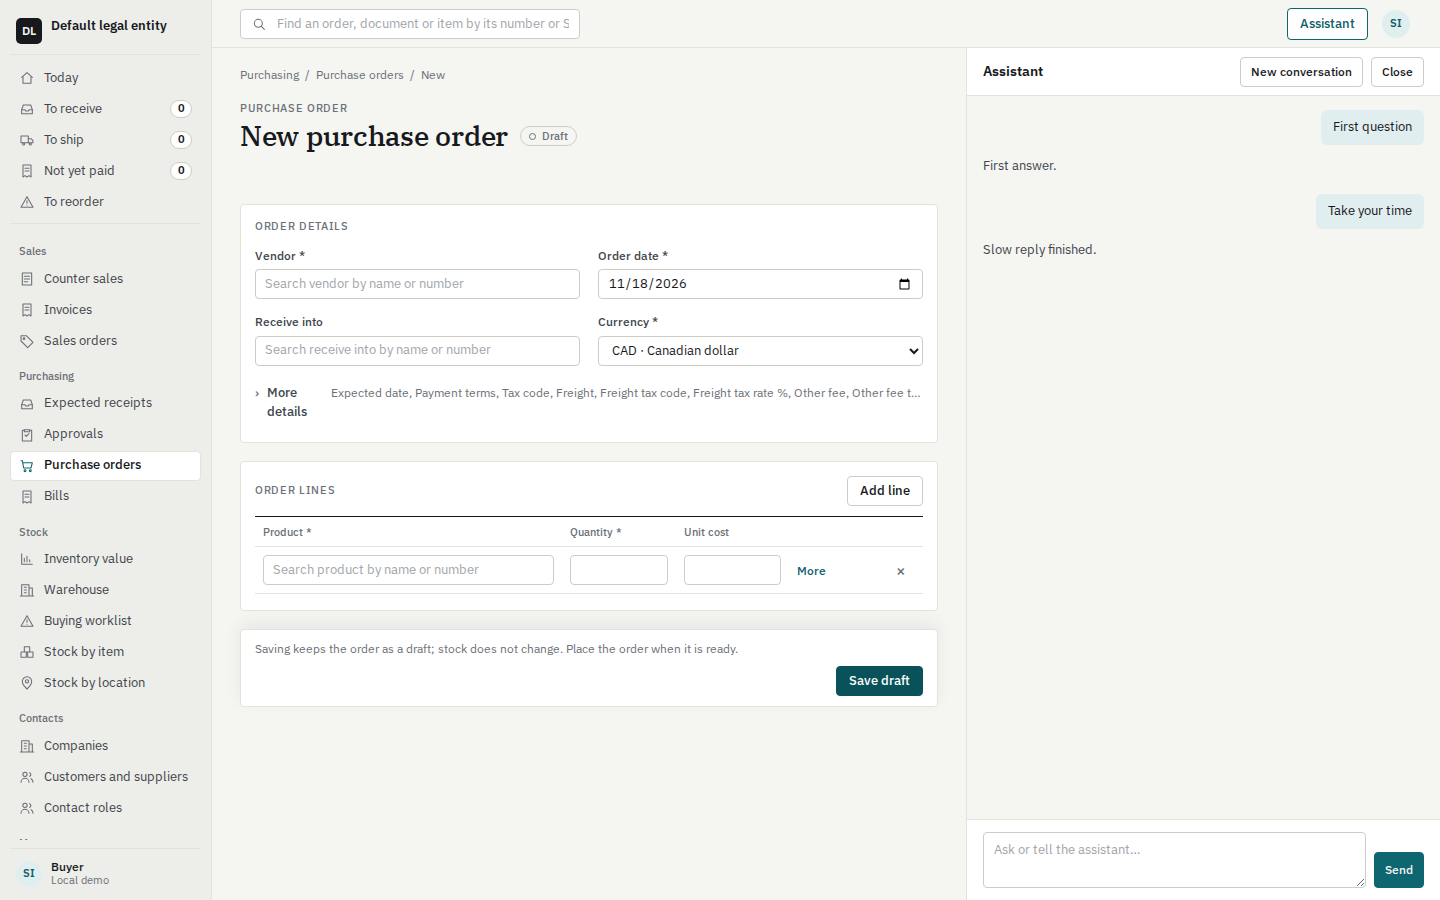 DL Default legal entity
Today
To receive 0
To ship 0
Not yet paid 0
To reorder
Sales
Counter sales
Invoices
Sales orders
Purchasing
Expected receipts
Approvals
Purchase orders
Bills
Stock
Inventory value
Warehouse
Buying worklist
Stock by item
Stock by location
Contacts
Companies
Customers and suppliers
Contact roles
SI Buyer
Local demo
Find an order, document or item by its number or S
Assistant SI
Purchasing / Purchase orders / New
PURCHASE ORDER
New purchase order Draft
ORDER DETAILS
Vendor * Order date *
Search vendor by name or number 11/18/2026
Receive into Currency *
Search receive into by name or number CAD · Canadian dollar
› More details Expected date, Payment terms, Tax code, Freight, Freight tax code, Freight tax rate %, Other fee, Other fee t...
ORDER LINES Add line
Product * Quantity * Unit cost
Search product by name or number More ×
Saving keeps the order as a draft; stock does not change. Place the order when it is ready.
Save draft
Assistant New conversation Close
First question
First answer.
Take your time
Slow reply finished.
Ask or tell the assistant...
Send